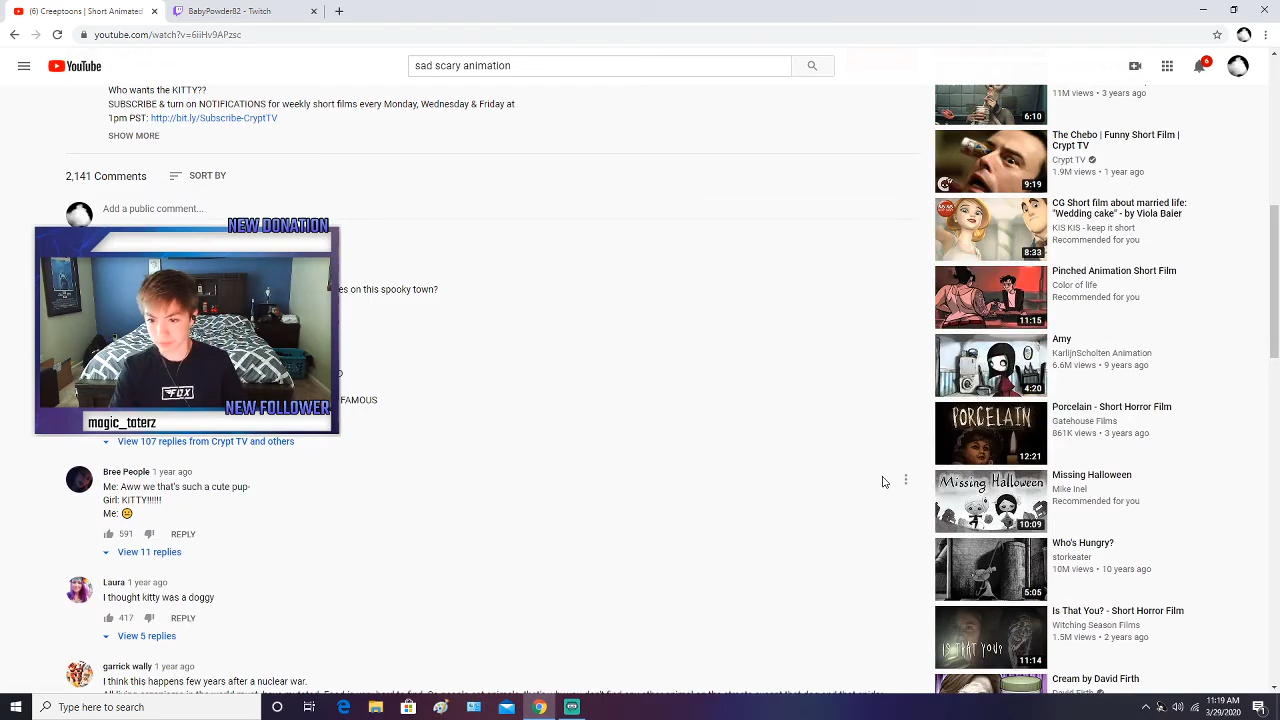 (6) Creeptoons | Short Animated
BabyPowder82 - Twitch
youtube.com/watch?v=6iiHv9APzsc
YouTube
sad scary animation
6
Who wants the KITTY??
SUBSCRIBE & turn on NOTIFICATIONS for weekly short films every Monday, Wednesday & Friday at
1pm PST: http://bit.ly/Subscribe-CryptTV
SHOW MORE
2,141 Comments
SORT BY
Add a public comment...
NEW DONATION
es on this spooky town?
FOX
FAMOUS
NEW FOLLOWER
magic_taterz
View 107 replies from Crypt TV and others
Bree People 1 year ago
Me: Aww we that's such a cute pup-
Girl: KITTY!!!!!!
Me:
591
REPLY
View 11 replies
Laura 1 year ago
I thought kitty was a doggy
417
REPLY
View 5 replies
garrick wally 1 year ago
I think this happens few years after a nuclear war.
11M views • 3 years ago
6:10
The Chebo | Funny Short Film |
Crypt TV
Crypt TV
1.9M views • 1 year ago
9:19
CG Short film about married life:
"Wedding cake" - by Viola Baier
KIS KIS - keep it short
Recommended for you
8:33
Pinched Animation Short Film
Color of life
Recommended for you
11:15
Amy
KarlijnScholten Animation
6.6M views • 9 years ago
4:20
PORCELAIN
Porcelain - Short Horror Film
Gatehouse Films
861K views • 3 years ago
12:21
Missing Halloween
Missing Halloween
Mike Inel
Recommended for you
10:09
Who's Hungry?
storkeater
10M views • 10 years ago
5:05
IS THAT YOU?
Is That You? - Short Horror Film
Witching Season Films
1.5M views • 2 years ago
11:14
Cream by David Firth
David Firth
Type here to search
11:19 AM
3/29/2020